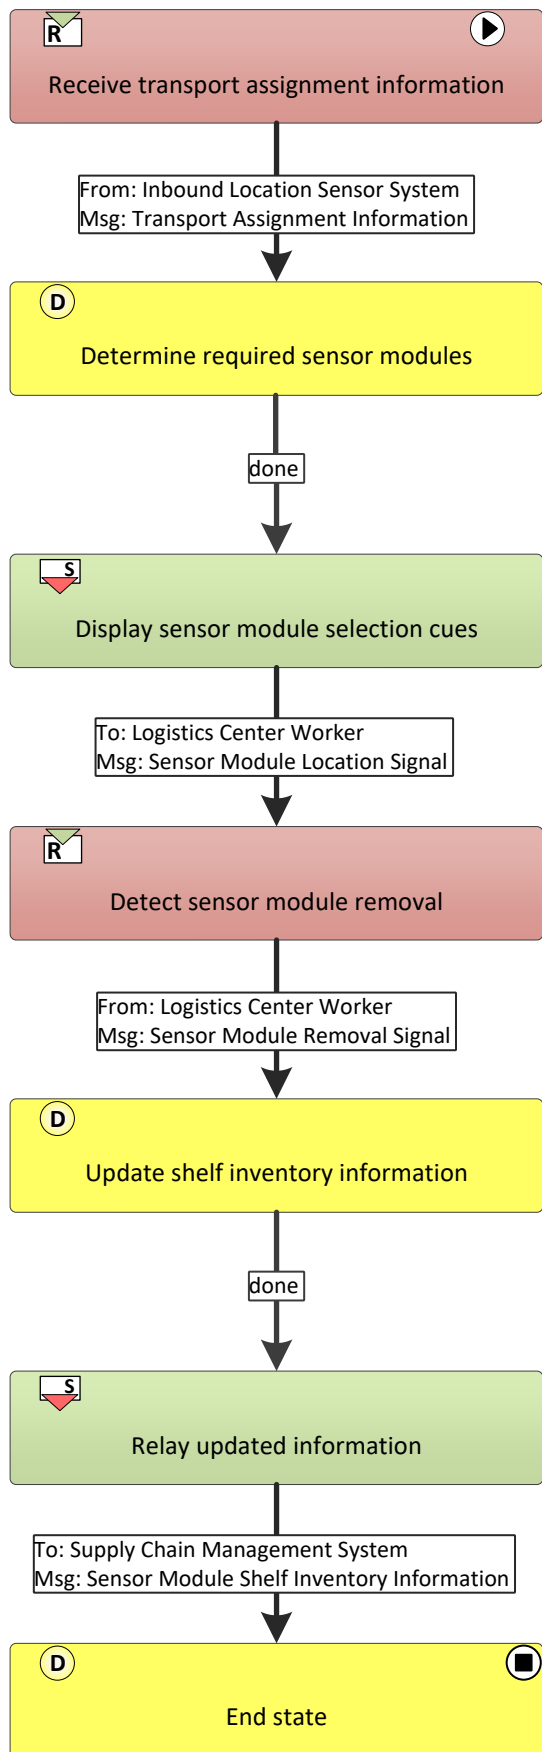 R
Receive transport assignment information
From: Inbound Location Sensor System
Msg: Transport Assignment Information
D
Determine required sensor modules
done
S
Display sensor module selection cues
To: Logistics Center Worker
Msg: Sensor Module Location Signal
R
Detect sensor module removal
From: Logistics Center Worker
Msg: Sensor Module Removal Signal
D
Update shelf inventory information
done
S
Relay updated information
To: Supply Chain Management System
Msg: Sensor Module Shelf Inventory Information
D
End state